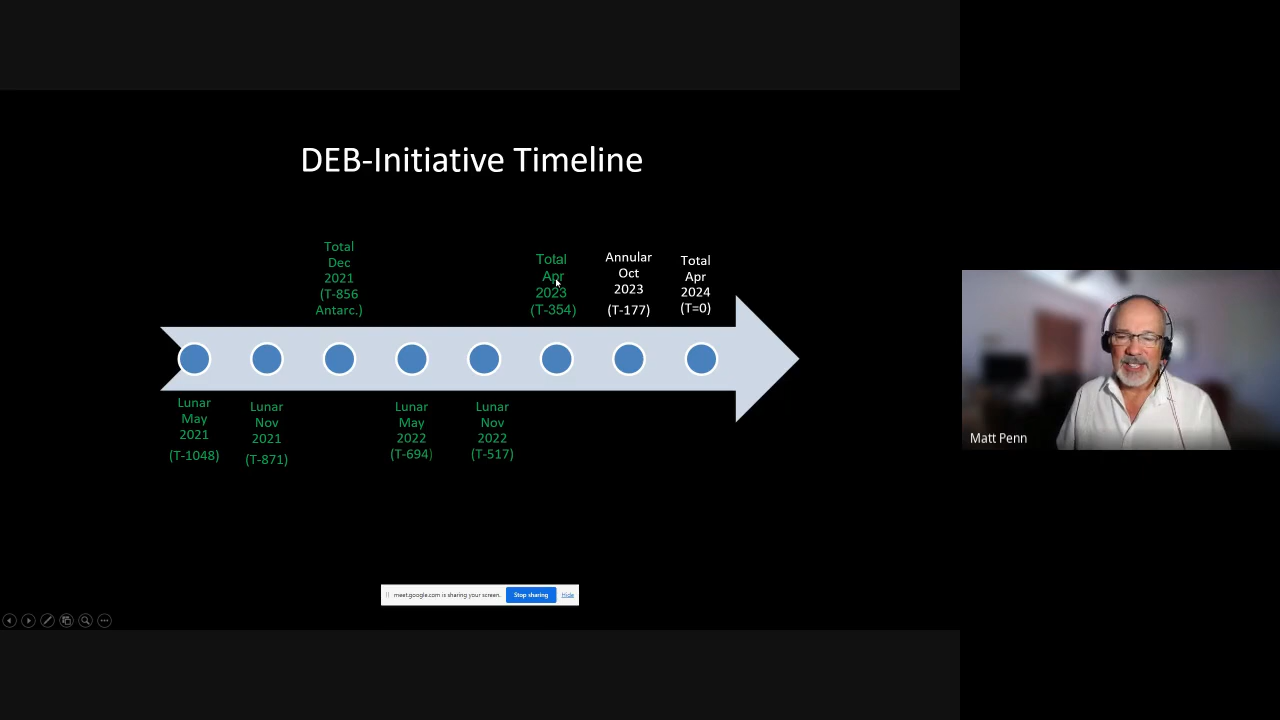 DEB-Initiative Timeline
Total
Dec
2021
(T-856
Antarc.)
Total
Apr
2023
(T-354)
Annular
Oct
2023
(T-177)
Total
Apr
2024
(T=0)
Lunar
May
2021
(T-1048)
Lunar
Nov
2021
(T-871)
Lunar
May
2022
(T-694)
Lunar
Nov
2022
(T-517)
Matt Penn
meet.google.com is sharing your screen.
Stop sharing
Hide